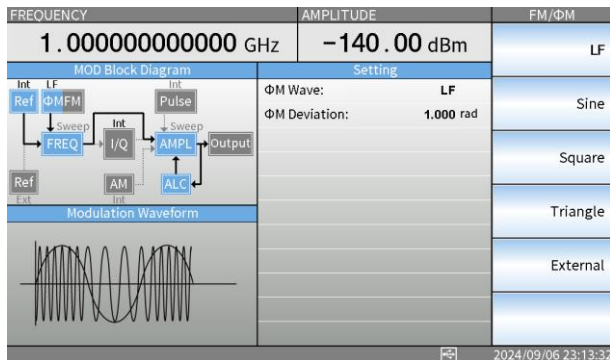 FREQUENCY AMPLITUDE FM/ΦM
1.000000000000 GHz -140.00 dBm
LF
MOD Block Diagram Setting
Int LF Int
Ref ΦM FM Pulse
ΦM Wave: LF
Sine
ΦM Deviation: 1.000 rad
Sweep Int Sweep
FREQ I/Q AMPL Output
Square
Ref AM ALC
Ext Int
Modulation Waveform
Triangle
External
2024/09/06 23:13:37